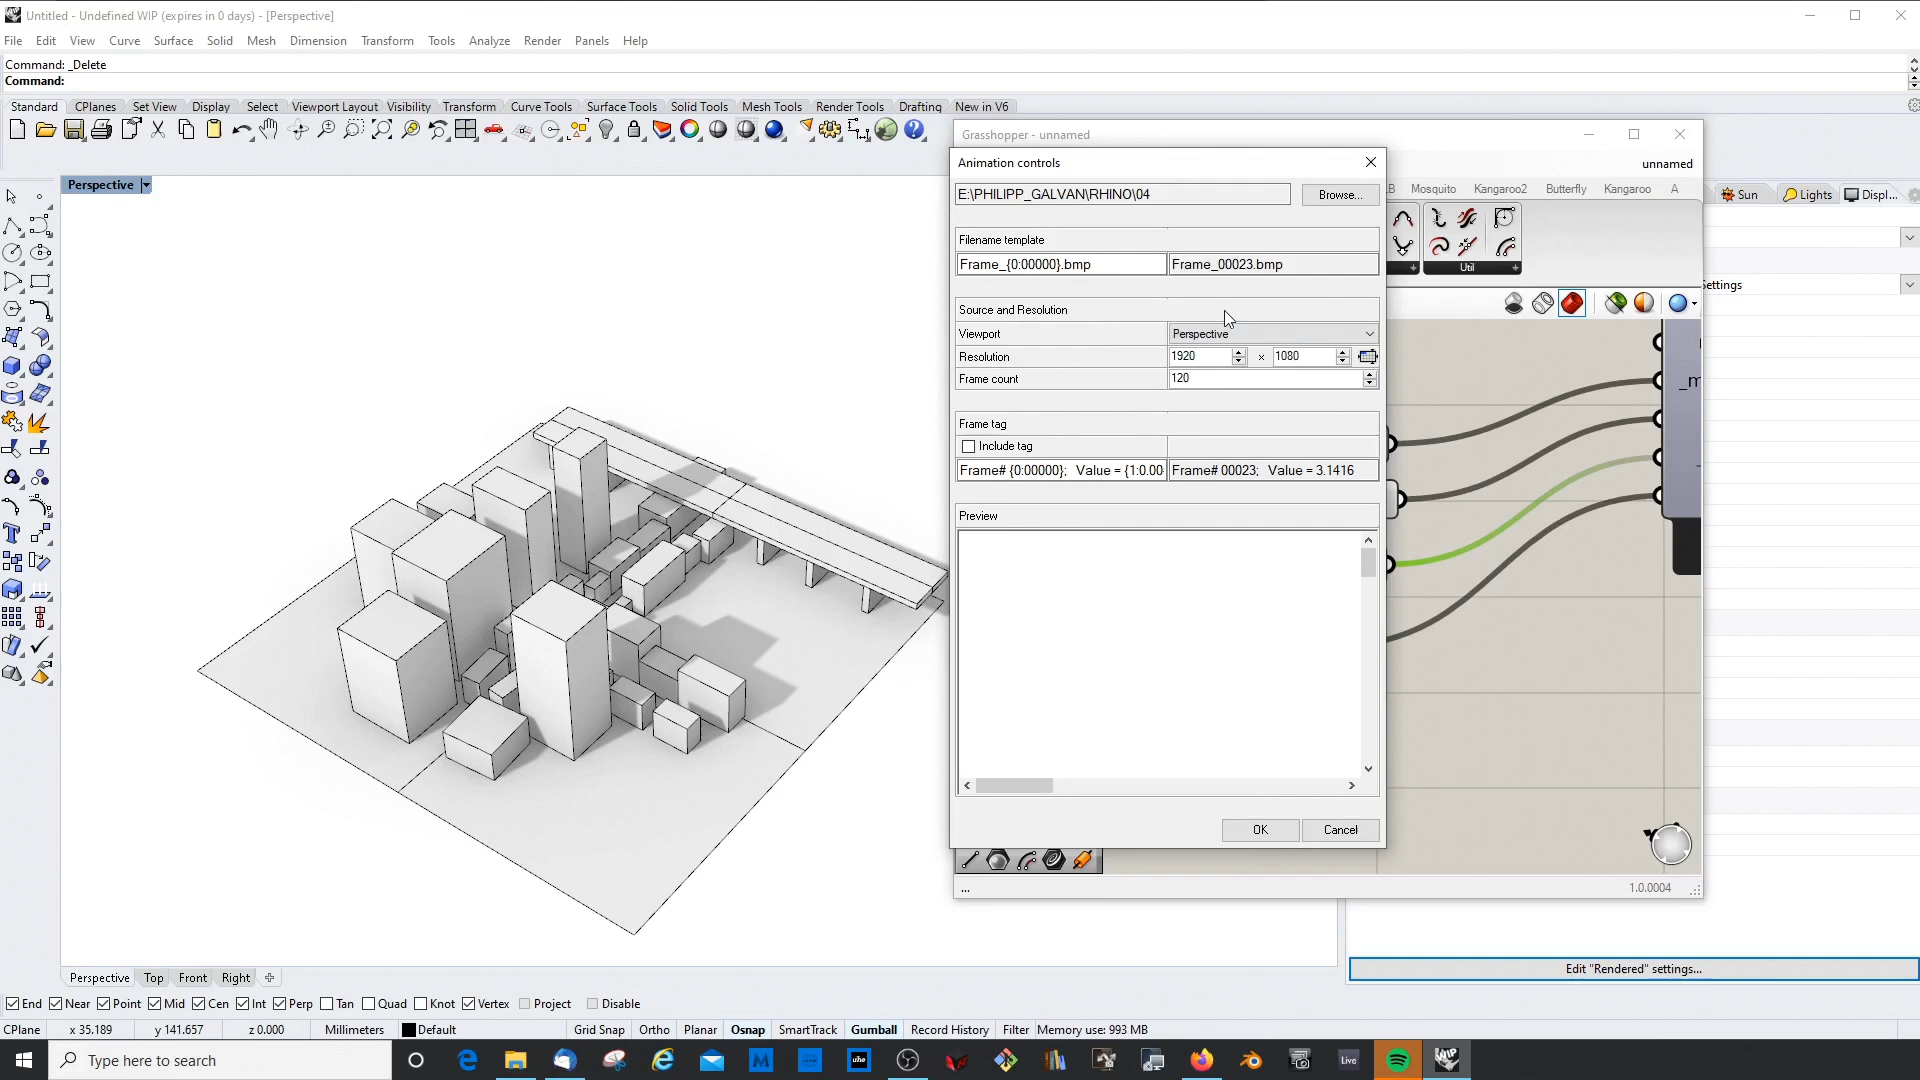 Untitled - Undefined WIP (expires in 0 days) - [Perspective]
File Edit View Curve Surface Solid Mesh Dimension Transform Tools Analyze Render Panels Help
Command: _Delete
Command:
Standard CPlanes Set View Display Select Viewport Layout Visibility Transform Curve Tools Surface Tools Solid Tools Mesh Tools Render Tools Drafting New in V6
Perspective
Grasshopper - unnamed
unnamed
LB Mosquito Kangaroo2 Butterfly Kangaroo A
Util
Sun Lights Displ...
Settings
Animation controls
E:\PHILIPP_GALVAN\RHINO\04 Browse...
Filename template
Frame_{0:00000}.bmp Frame_00023.bmp
Source and Resolution
Viewport Perspective
Resolution 1920 x 1080
Frame count 120
Frame tag
Include tag
Frame# {0:00000}; Value = {1:0.00 Frame# 00023; Value = 3.1416
Preview
OK Cancel
_m
... 1.0.0004
Edit "Rendered" settings...
Perspective Top Front Right
End Near Point Mid Cen Int Perp Tan Quad Knot Vertex Project Disable
CPlane x 35.189 y 141.657 z 0.000 Millimeters Default Grid Snap Ortho Planar Osnap SmartTrack Gumball Record History Filter Memory use: 993 MB
Type here to search
uhe
Live
WIP